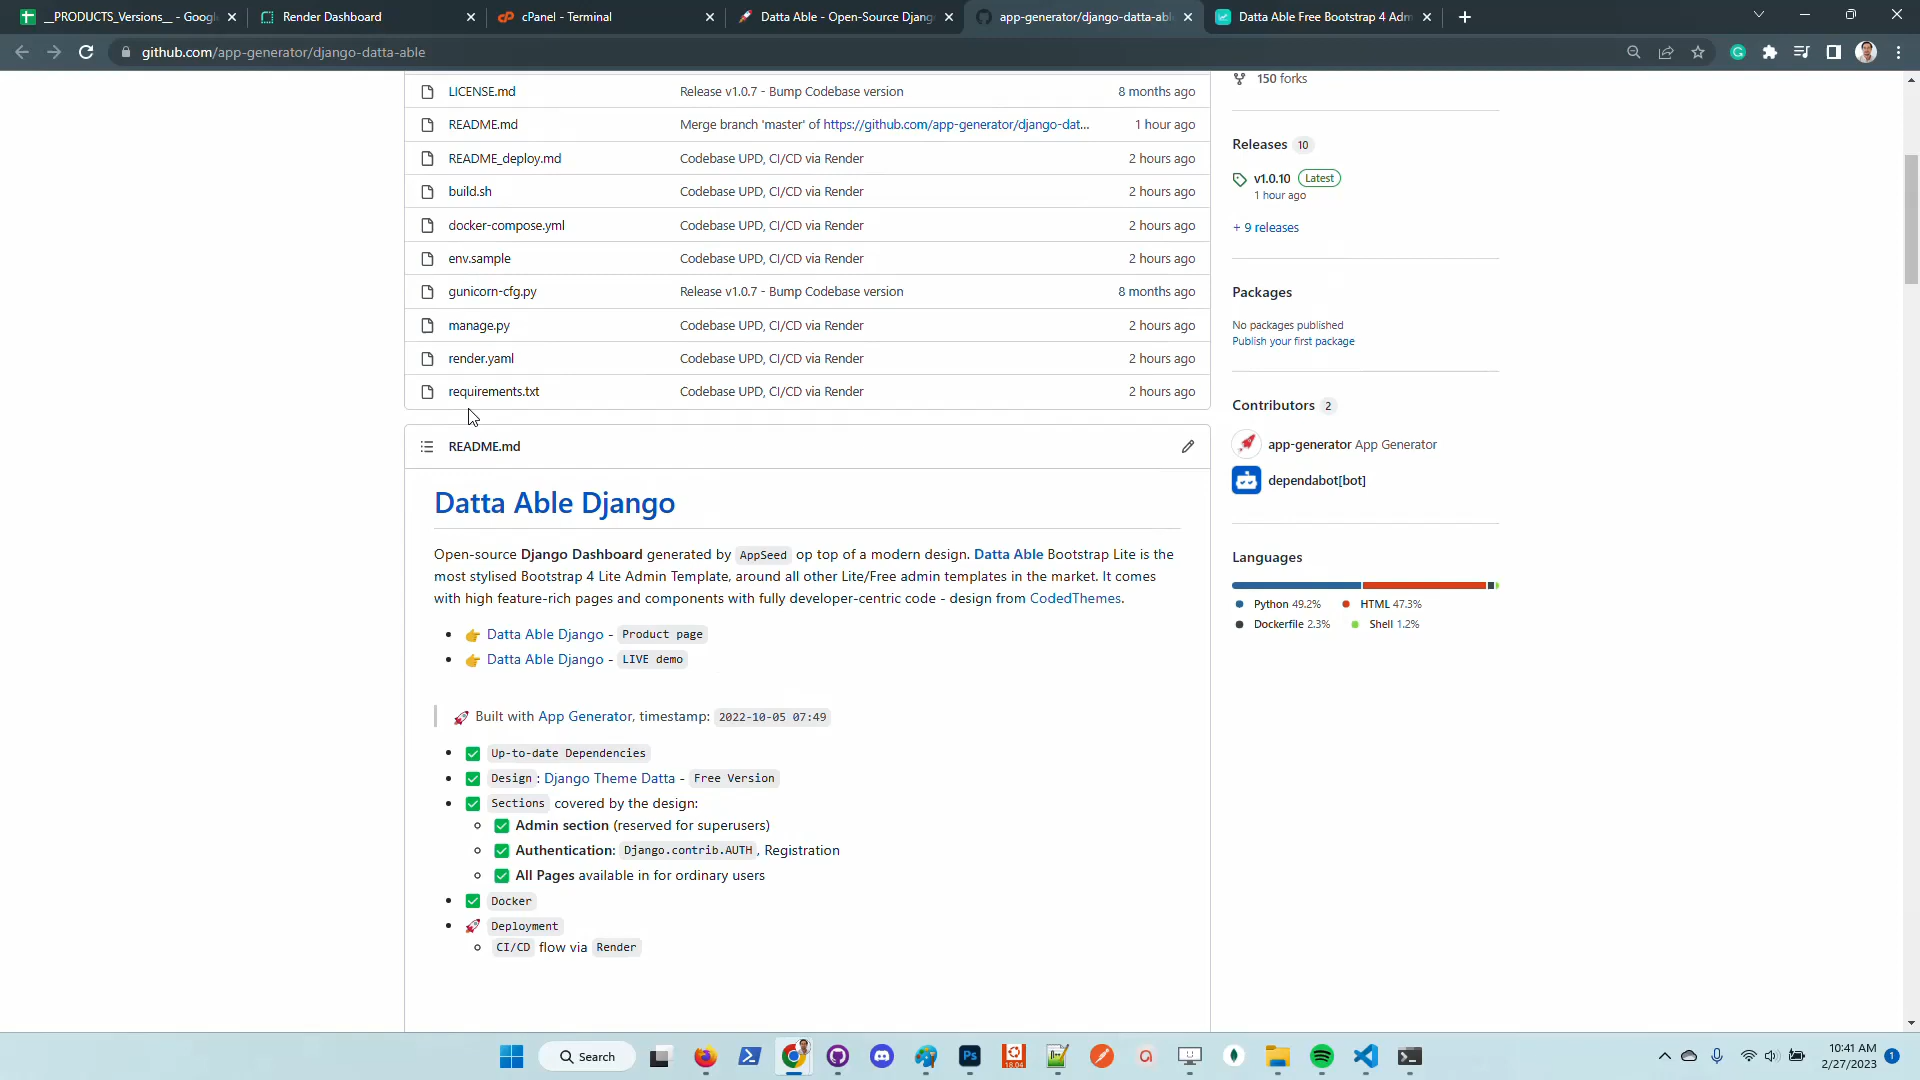 __PRODUCTS_Versions__ - Goog
Render Dashboard
cPanel - Terminal
Datta Able - Open-Source Djang
app-generator/django-datta-abl
Datta Able Free Bootstrap 4 Adm
github.com/app-generator/django-datta-able
150 forks
LICENSE.md Release v1.0.7 - Bump Codebase version 8 months ago
README.md Merge branch 'master' of https://github.com/app-generator/django-dat... 1 hour ago
README_deploy.md Codebase UPD, CI/CD via Render 2 hours ago
build.sh Codebase UPD, CI/CD via Render 2 hours ago
docker-compose.yml Codebase UPD, CI/CD via Render 2 hours ago
env.sample Codebase UPD, CI/CD via Render 2 hours ago
gunicorn-cfg.py Release v1.0.7 - Bump Codebase version 8 months ago
manage.py Codebase UPD, CI/CD via Render 2 hours ago
render.yaml Codebase UPD, CI/CD via Render 2 hours ago
requirements.txt Codebase UPD, CI/CD via Render 2 hours ago
README.md
Datta Able Django
Open-source Django Dashboard generated by AppSeed op top of a modern design. Datta Able Bootstrap Lite is the
most stylised Bootstrap 4 Lite Admin Template, around all other Lite/Free admin templates in the market. It comes
with high feature-rich pages and components with fully developer-centric code - design from CodedThemes.
Datta Able Django - Product page
Datta Able Django - LIVE demo
Built with App Generator, timestamp: 2022-10-05 07:49
Up-to-date Dependencies
Design: Django Theme Datta - Free Version
Sections covered by the design:
Admin section (reserved for superusers)
Authentication: Django.contrib.AUTH, Registration
All Pages available in for ordinary users
Docker
Deployment
CI/CD flow via Render
Releases 10
v1.0.10 Latest
1 hour ago
+ 9 releases
Packages
No packages published
Publish your first package
Contributors 2
app-generator App Generator
dependabot[bot]
Languages
Python 49.2% HTML 47.3%
Dockerfile 2.3% Shell 1.2%
Search
Ps
18.04
10:41 AM
2/27/2023
1